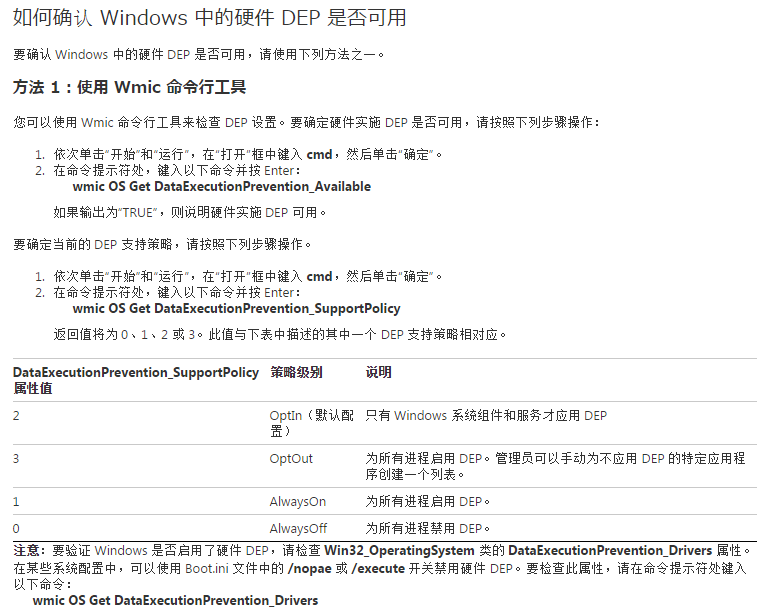 如何确认 Windows 中的硬件 DEP 是否可用
要确认 Windows 中的硬件 DEP 是否可用，请使用下列方法之一。
方法 1：使用 Wmic 命令行工具
您可以使用 Wmic 命令行工具来检查 DEP 设置。要确定硬件实施 DEP 是否可用，请按照下列步骤操作：
1. 依次单击“开始”和“运行”，在“打开”框中键入 cmd，然后单击“确定”。
2. 在命令提示符处，键入以下命令并按 Enter：
wmic OS Get DataExecutionPrevention_Available
如果输出为“TRUE”，则说明硬件实施 DEP 可用。
要确定当前的 DEP 支持策略，请按照下列步骤操作。
1. 依次单击“开始”和“运行”，在“打开”框中键入 cmd，然后单击“确定”。
2. 在命令提示符处，键入以下命令并按 Enter：
wmic OS Get DataExecutionPrevention_SupportPolicy
返回值将为 0、1、2 或 3。此值与下表中描述的其中一个 DEP 支持策略相对应。
DataExecutionPrevention_SupportPolicy 策略级别 说明
属性值
2 OptIn（默认配 只有 Windows 系统组件和服务才应用 DEP
置）
3 OptOut 为所有进程启用 DEP。管理员可以手动为不应用 DEP 的特定应用程
序创建一个列表。
1 AlwaysOn 为所有进程启用 DEP。
0 AlwaysOff 为所有进程禁用 DEP。
注意：要验证 Windows 是否启用了硬件 DEP，请检查 Win32_OperatingSystem 类的 DataExecutionPrevention_Drivers 属性。
在某些系统配置中，可以使用 Boot.ini 文件中的 /nopae 或 /execute 开关禁用硬件 DEP。要检查此属性，请在命令提示符处键入
以下命令：
wmic OS Get DataExecutionPrevention_Drivers